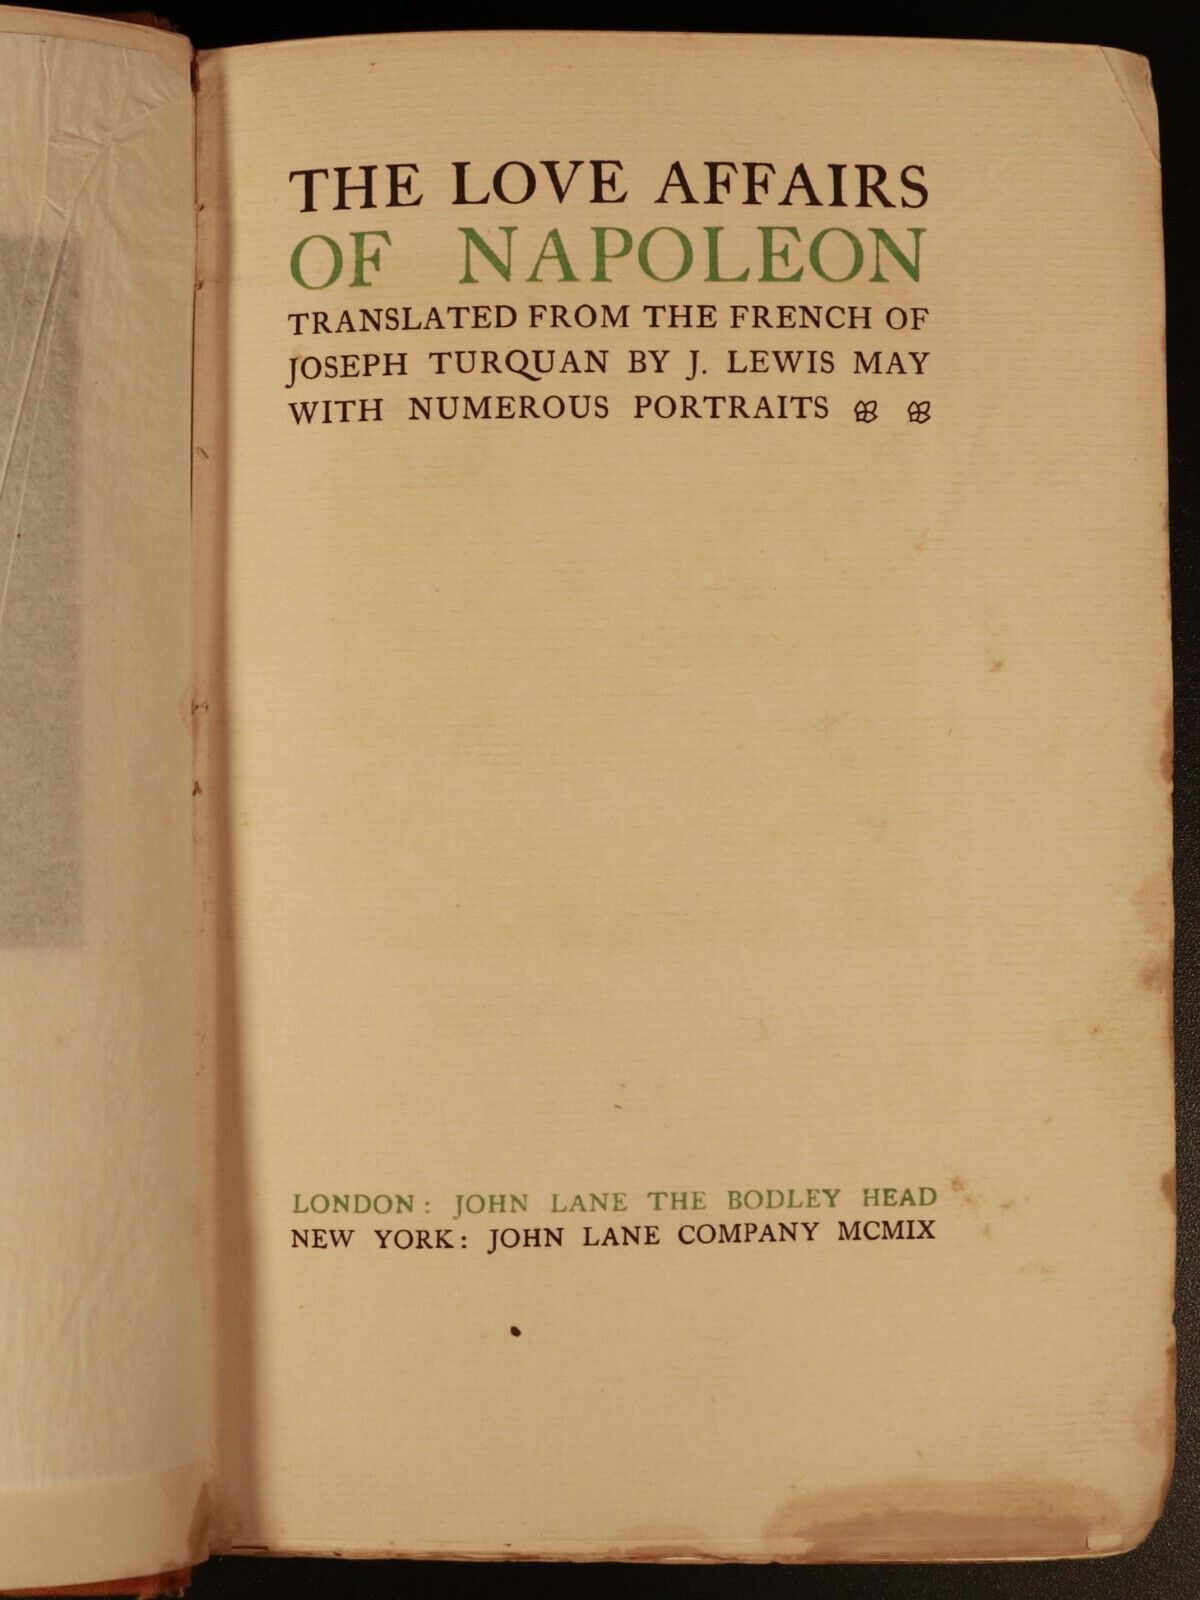 THE LOVE AFFAIRS
OF NAPOLEON
TRANSLATED FROM THE FRENCH OF
JOSEPH TURQUAN BY J. LEWIS MAY
WITH NUMEROUS PORTRAITS
LONDON: JOHN LANE THE BODLEY HEAD
NEW YORK: JOHN LANE COMPANY MCMIX